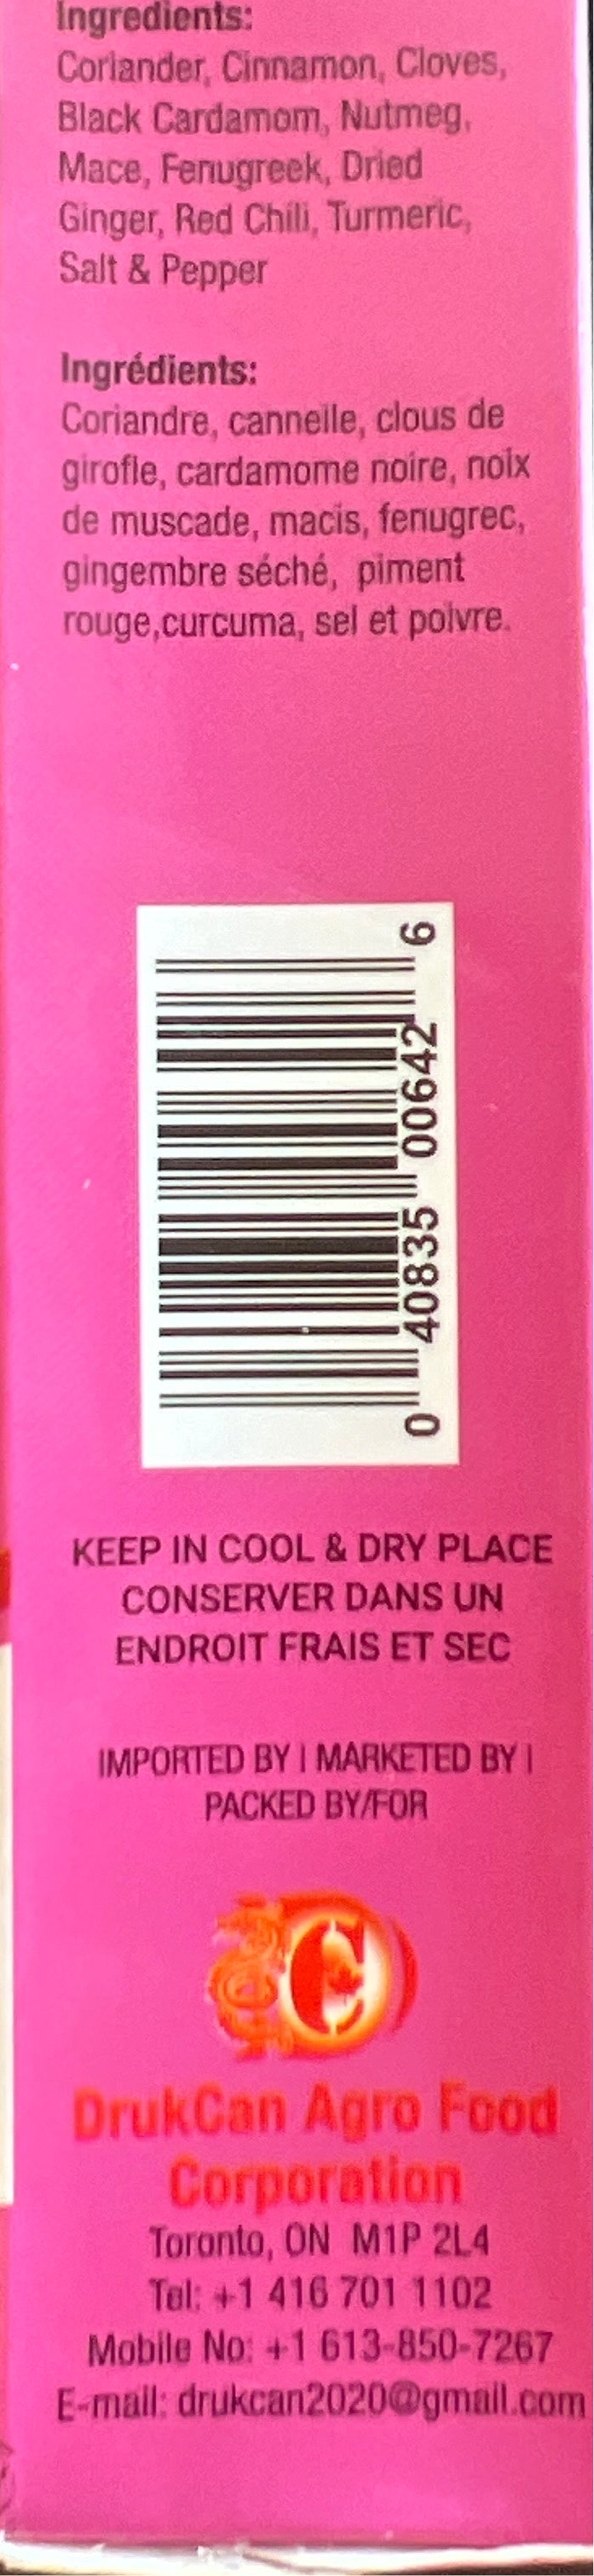 Ingredients:
Coriander, Cinnamon, Cloves,
Black Cardamom, Nutmeg,
Mace, Fenugreek, Dried
Ginger, Red Chili, Turmeric,
Salt & Pepper
Ingrédients:
Coriandre, cannelle, clous de
girofle, cardamome noire, noix
de muscade, macis, fenugrec,
gingembre séché, piment
rouge,curcuma, sel et poivre.
0 40835 00642 6
KEEP IN COOL & DRY PLACE
CONSERVER DANS UN
ENDROIT FRAIS ET SEC
IMPORTED BY | MARKETED BY |
PACKED BY/FOR
C
DrukCan Agro Food
Corporation
Toronto, ON M1P 2L4
Tel: +1 416 701 1102
Mobile No: +1 613-850-7267
E-mail: drukcan2020@gmail.com